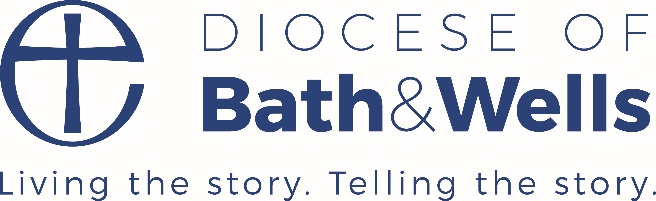 DIOCESE OF
Bath&Wells
Living the story. Telling the story.